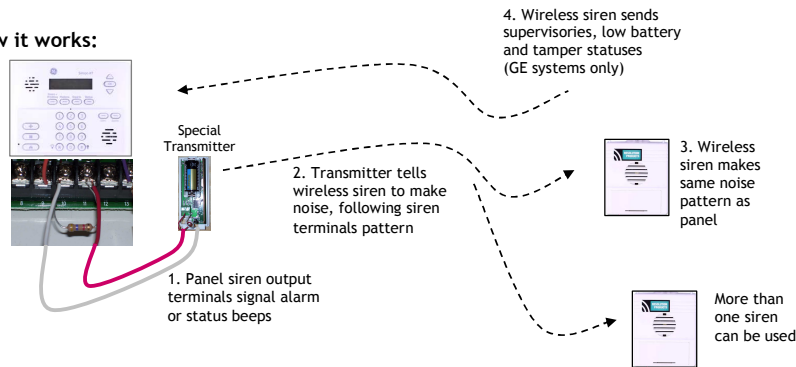 w it works:
4. Wireless siren sends
supervisories, low battery
and tamper statuses
(GE systems only)
Special
Transmitter
2. Transmitter tells
wireless siren to make
noise, following siren
terminals pattern
3. Wireless
siren makes
same noise
pattern as
panel
1. Panel siren output
terminals signal alarm
or status beeps
More than
one siren
can be used